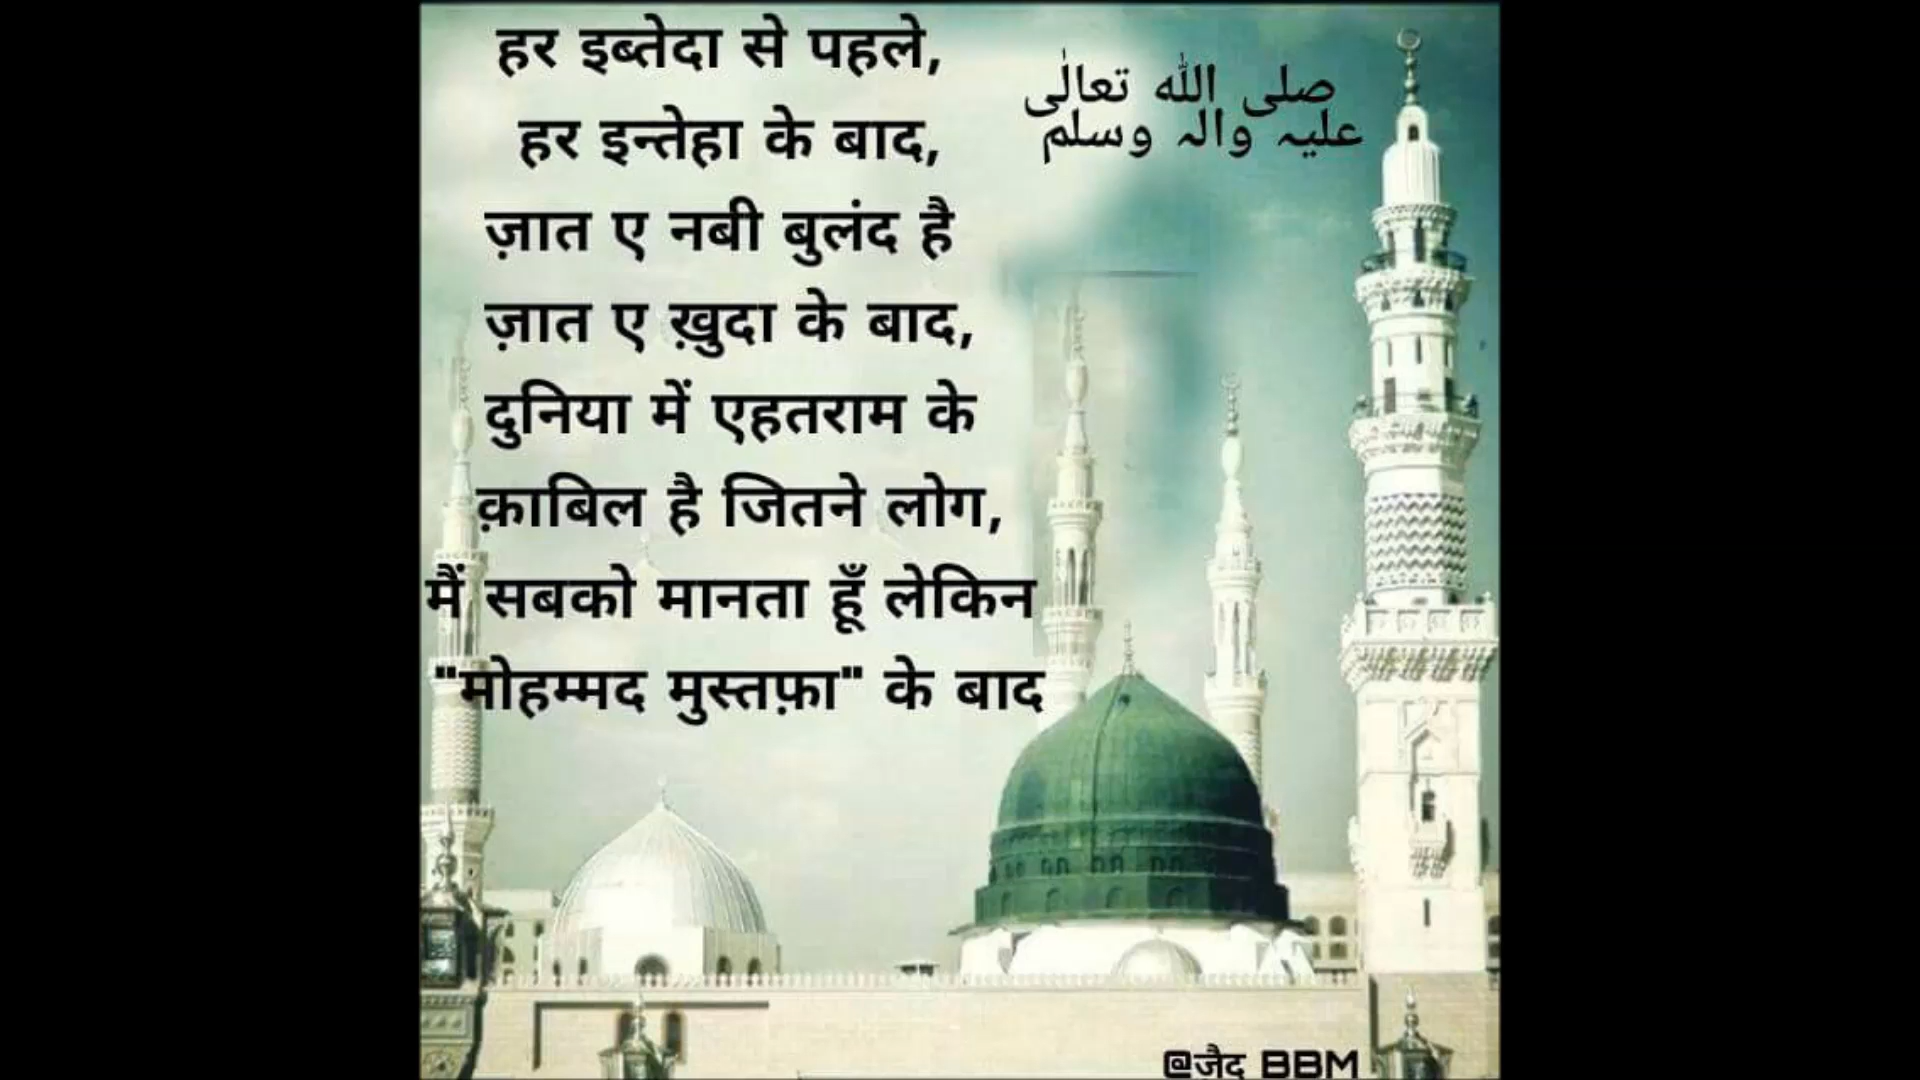 हर इब्तेदा से पहले,
हर इन्तेहा के बाद,
ज़ात ए नबी बुलंद है
ज़ात ए ख़ुदा के बाद,
दुनिया में एहतराम के
क़ाबिल है जितने लोग,
मैं सबको मानता हूँ लेकिन
"मोहम्मद मुस्तफ़ा" के बाद
صلی اللہ تعالٰی
علیہ والہ وسلم
@जैद BBM